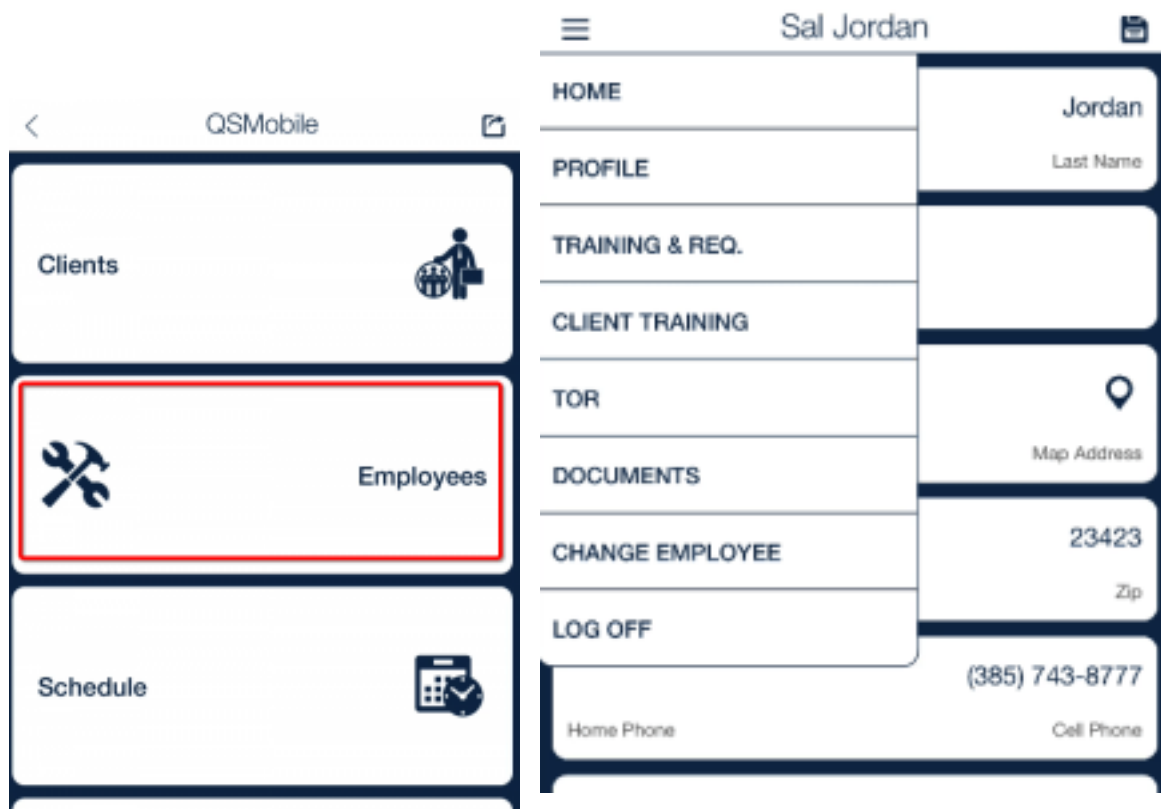 QSMobile
Clients
Employees
Schedule
Sal Jordan
HOME
PROFILE
TRAINING & REQ.
CLIENT TRAINING
TOR
DOCUMENTS
CHANGE EMPLOYEE
LOG OFF
Jordan
Last Name
Map Address
23423
Zip
(385) 743-8777
Home Phone Cell Phone